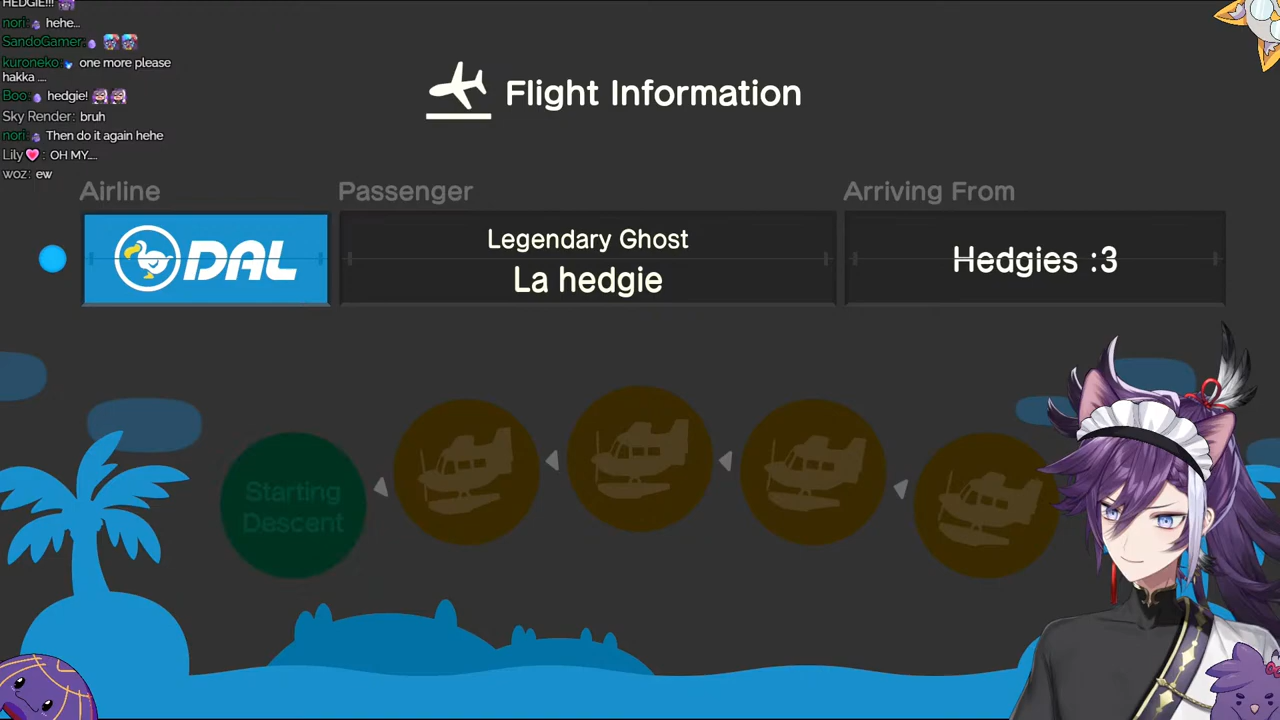 HEDGIE!!!
nori: hehe...
SandoGamer:
kuroneko: one more please
hakka ....
Boo: hedgie!
Sky Render: bruh
nori: Then do it again hehe
Lily : OH MY....
woz: ew
Flight Information
Airline
Passenger
Arriving From
DAL
Legendary Ghost
La hedgie
Hedgies :3
Starting
Descent